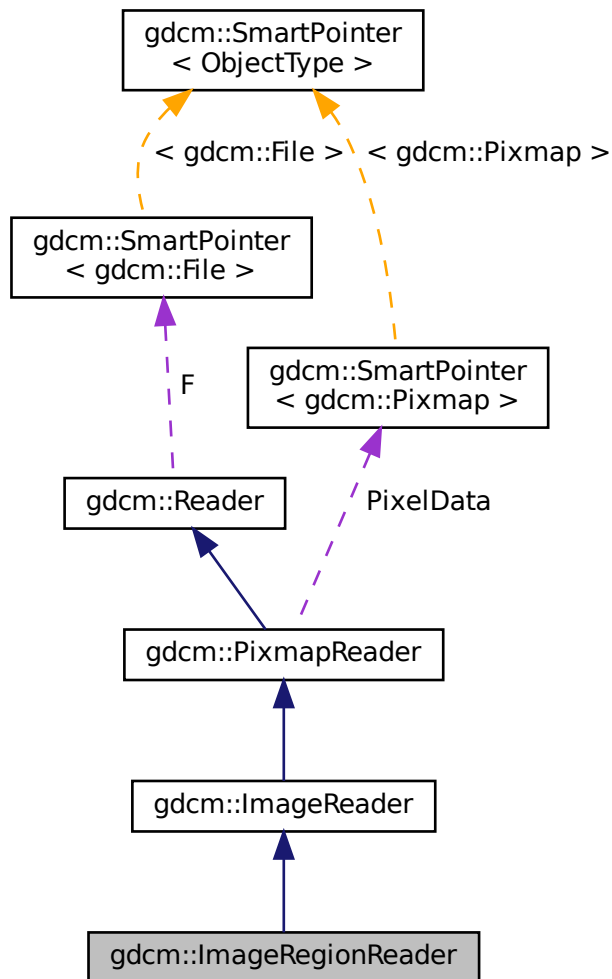 gdcm::SmartPointer
< ObjectType >
< gdcm::File >
< gdcm::Pixmap >
gdcm::SmartPointer
< gdcm::File >
gdcm::SmartPointer
< gdcm::Pixmap >
F
gdcm::Reader
PixelData
gdcm::PixmapReader
gdcm::ImageReader
gdcm::ImageRegionReader